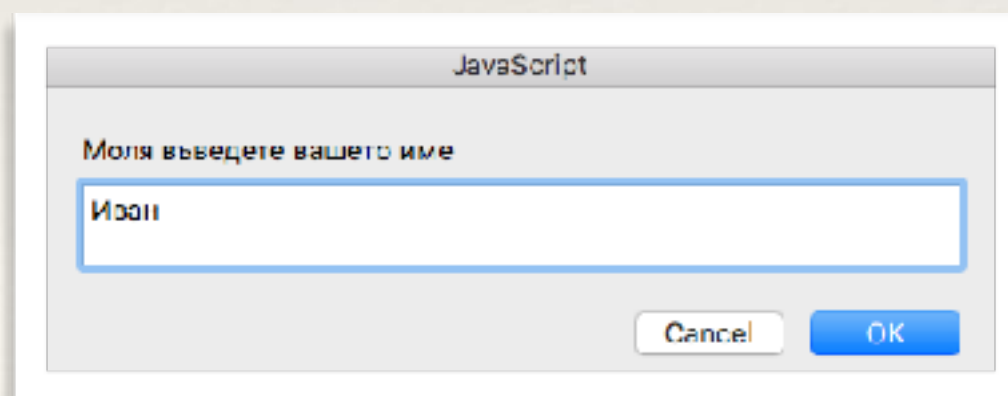 JavaScript
Моля въведете вашето име
Иван
Cancel
OK